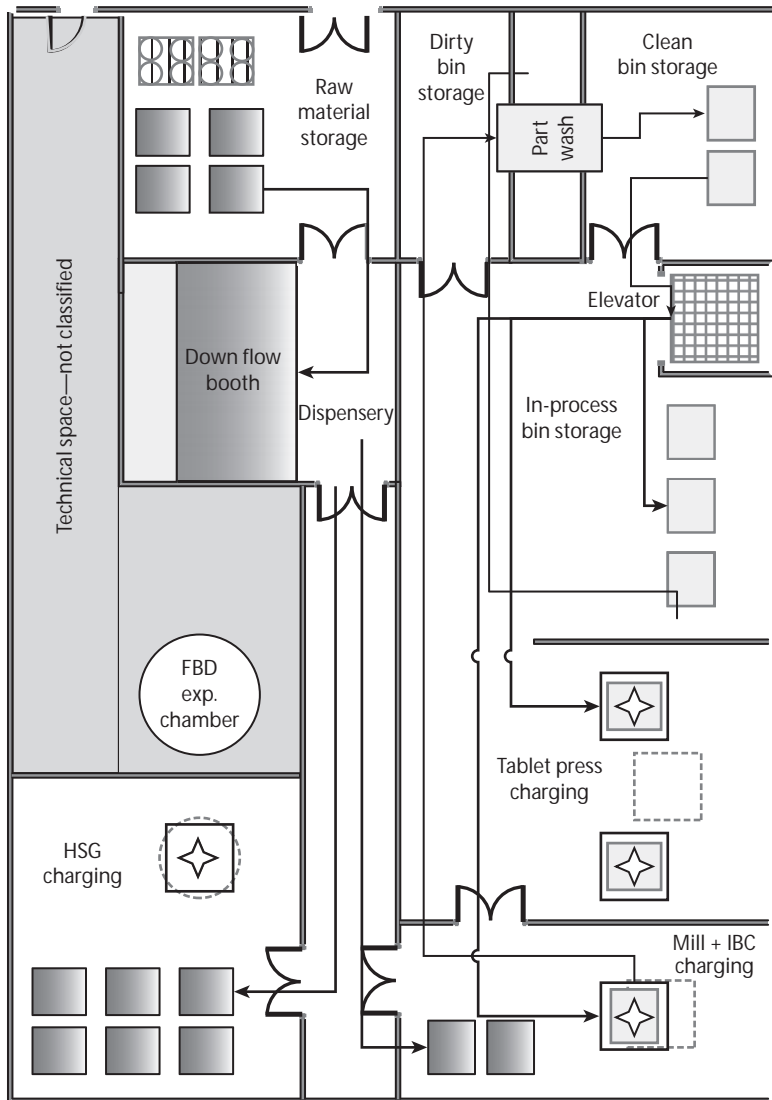 Raw
material
storage
Dirty
bin
storage
Clean
bin storage
Part
wash
Technical space—not classified
Down flow
booth
Dispensery
Elevator
In-process
bin storage
FBD
exp.
chamber
Tablet press
charging
HSG
charging
Mill + IBC
charging